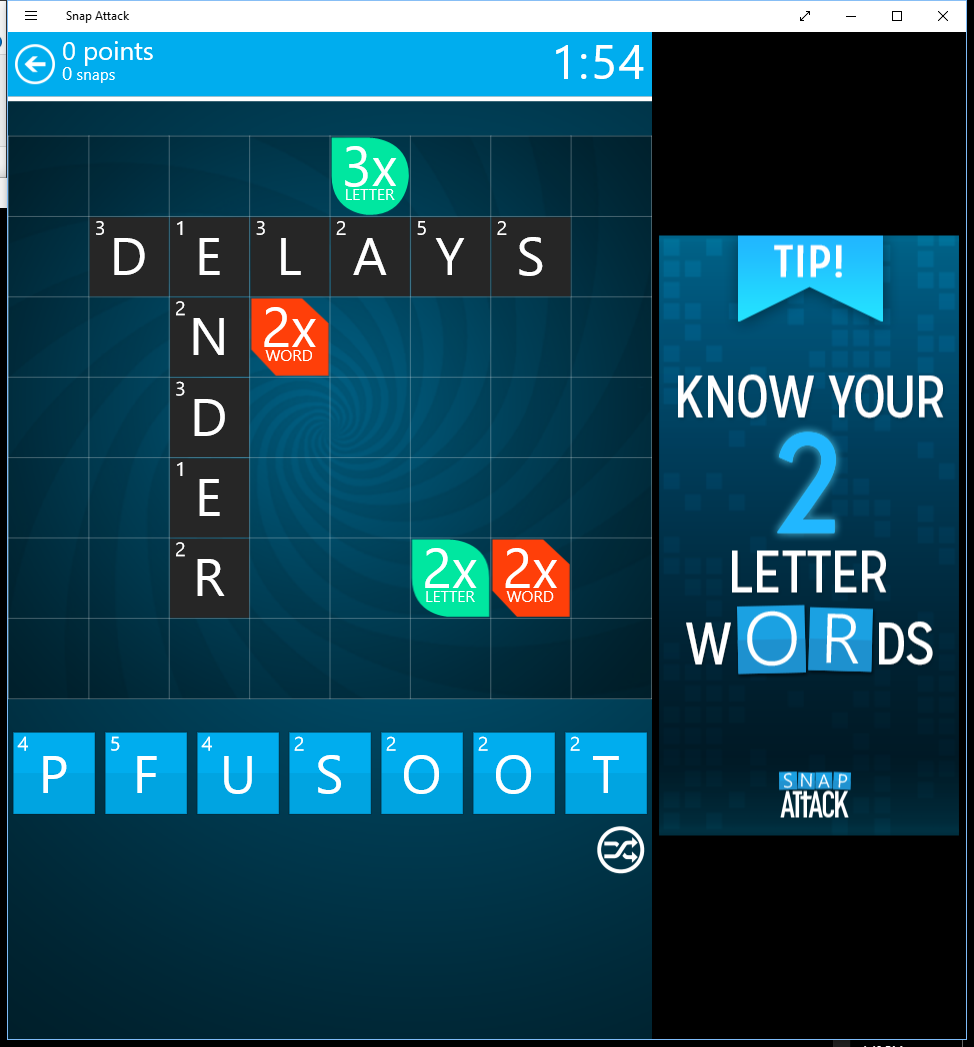 Snap Attack
0 points
0 snaps
1:54
3x
LETTER
3 D 1 E 3 L 2 A 5 Y 2 S
2 N
2x
WORD
3 D
1 E
2 R
2x
LETTER
2x
WORD
4 P 5 F 4 U 2 S 2 O 2 O 2 T
TIP!
KNOW YOUR
2
LETTER
WORDS
SNAP
ATTACK